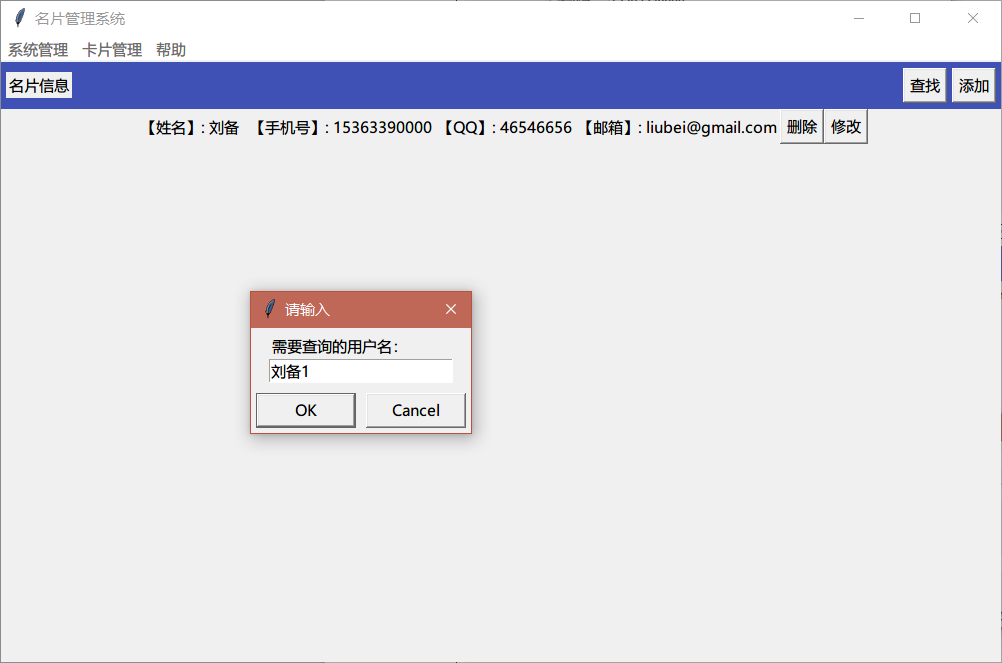 名片管理系统
系统管理 卡片管理 帮助
名片信息 查找 添加
【姓名】: 刘备 【手机号】: 15363390000 【QQ】: 46546656 【邮箱】: liubei@gmail.com 删除 修改
请输入
需要查询的用户名:
刘备1
OK Cancel